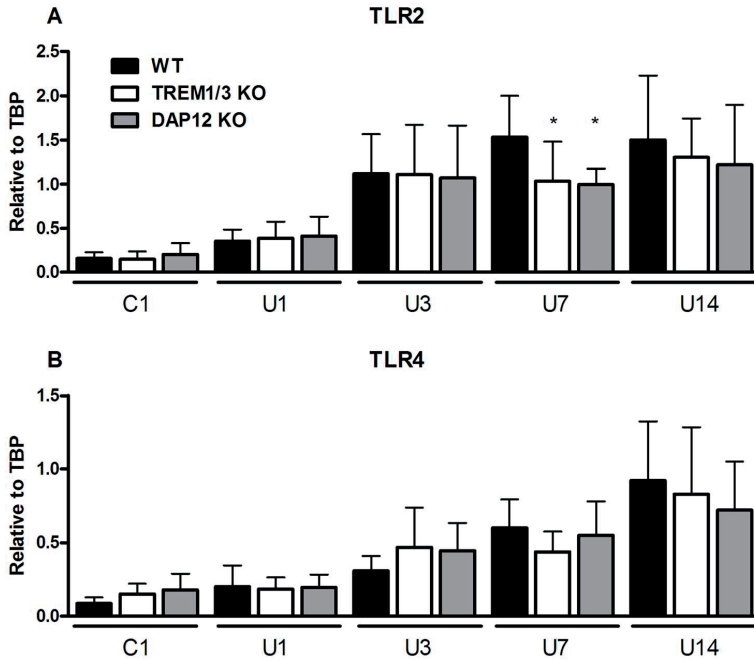 A TLR2
Relative to TBP
2.5
2.0
1.5
1.0
0.5
0.0
WT
TREM1/3 KO
DAP12 KO
* *
C1 U1 U3 U7 U14
B TLR4
Relative to TBP
1.5
1.0
0.5
0.0
C1 U1 U3 U7 U14